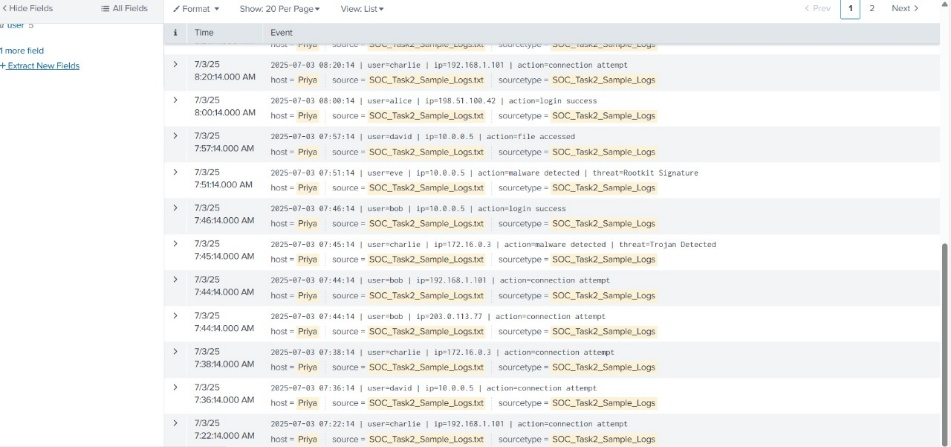 < Hide Fields
All Fields
Format
Show: 20 Per Page
View: List
< Prev
1
2
Next >
user 5
1 more field
+ Extract New Fields
i
Time
Event
host = Priya source = SOC_Task2_Sample_Logs.txt sourcetype = SOC_Task2_Sample_Logs
7/3/25
8:20:14.000 AM
2025-07-03 08:20:14 | user=charlie | ip=192.168.1.101 | action=connection attempt
host = Priya source = SOC_Task2_Sample_Logs.txt sourcetype = SOC_Task2_Sample_Logs
7/3/25
8:00:14.000 AM
2025-07-03 08:00:14 | user=alice | ip=198.51.100.42 | action=login success
host = Priya source = SOC_Task2_Sample_Logs.txt sourcetype = SOC_Task2_Sample_Logs
7/3/25
7:57:14.000 AM
2025-07-03 07:57:14 | user=david | ip=10.0.0.5 | action=file accessed
host = Priya source = SOC_Task2_Sample_Logs.txt sourcetype = SOC_Task2_Sample_Logs
7/3/25
7:51:14.000 AM
2025-07-03 07:51:14 | user=eve | ip=10.0.0.5 | action=malware detected | threat=Rootkit Signature
host = Priya source = SOC_Task2_Sample_Logs.txt sourcetype = SOC_Task2_Sample_Logs
7/3/25
7:46:14.000 AM
2025-07-03 07:46:14 | user=bob | ip=10.0.0.5 | action=login success
host = Priya source = SOC_Task2_Sample_Logs.txt sourcetype = SOC_Task2_Sample_Logs
7/3/25
7:45:14.000 AM
2025-07-03 07:45:14 | user=charlie | ip=172.16.0.3 | action=malware detected | threat=Trojan Detected
host = Priya source = SOC_Task2_Sample_Logs.txt sourcetype = SOC_Task2_Sample_Logs
7/3/25
7:44:14.000 AM
2025-07-03 07:44:14 | user=bob | ip=192.168.1.101 | action=connection attempt
host = Priya source = SOC_Task2_Sample_Logs.txt sourcetype = SOC_Task2_Sample_Logs
7/3/25
7:44:14.000 AM
2025-07-03 07:44:14 | user=bob | ip=203.0.113.77 | action=connection attempt
host = Priya source = SOC_Task2_Sample_Logs.txt sourcetype = SOC_Task2_Sample_Logs
7/3/25
7:38:14.000 AM
2025-07-03 07:38:14 | user=charlie | ip=172.16.0.3 | action=connection attempt
host = Priya source = SOC_Task2_Sample_Logs.txt sourcetype = SOC_Task2_Sample_Logs
7/3/25
7:36:14.000 AM
2025-07-03 07:36:14 | user=david | ip=10.0.0.5 | action=connection attempt
host = Priya source = SOC_Task2_Sample_Logs.txt sourcetype = SOC_Task2_Sample_Logs
7/3/25
7:22:14.000 AM
2025-07-03 07:22:14 | user=charlie | ip=192.168.1.101 | action=connection attempt
host = Priya source = SOC_Task2_Sample_Logs.txt sourcetype = SOC_Task2_Sample_Logs